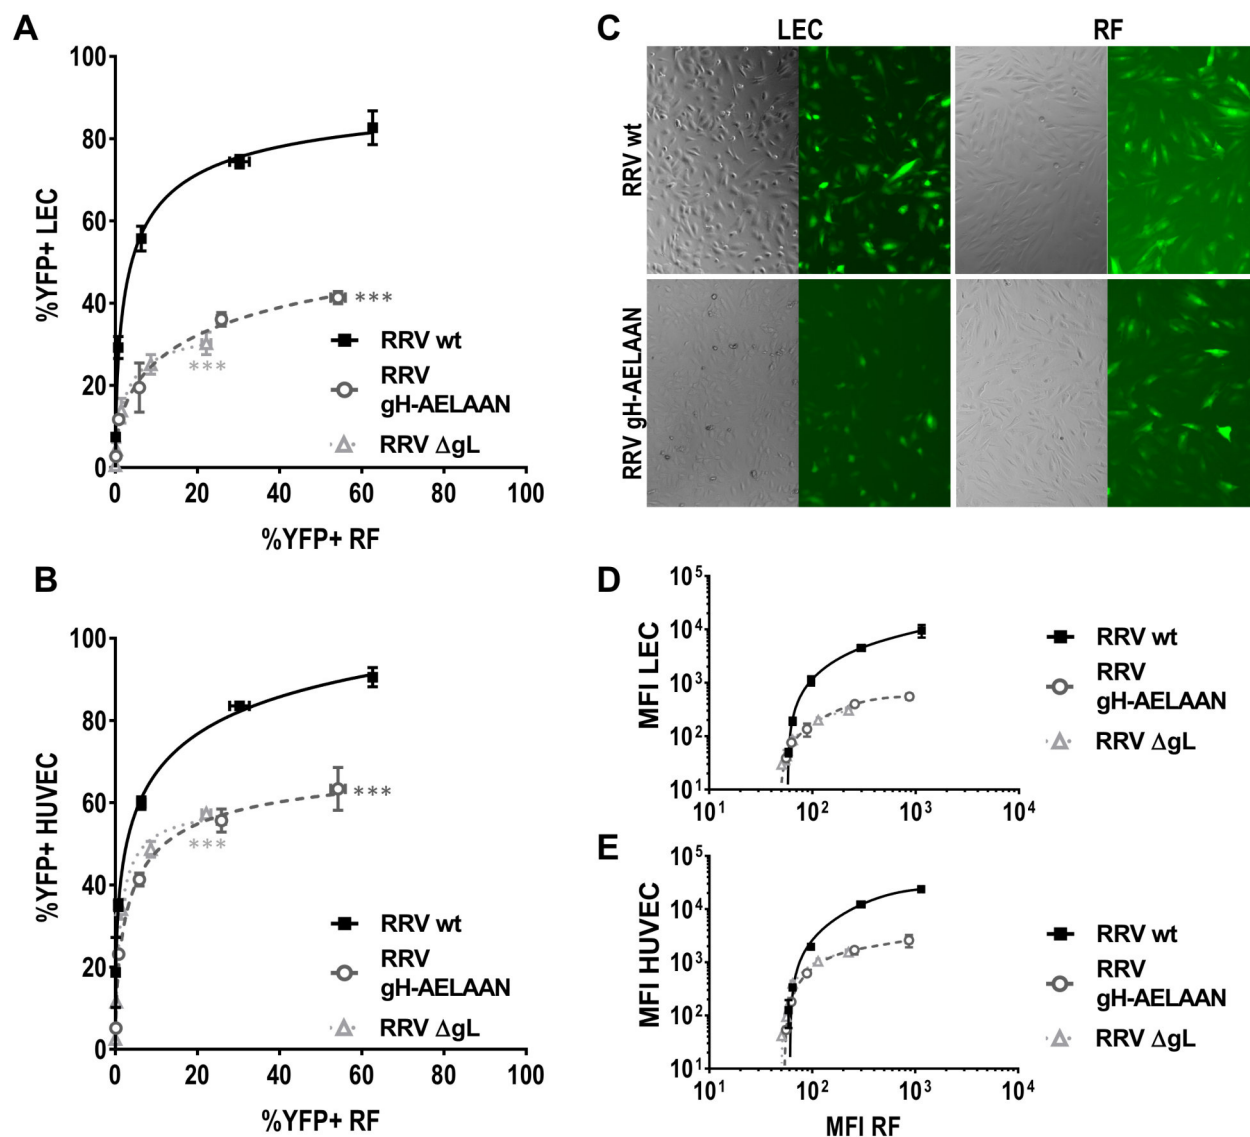 A
100
80
60
40
20
0
%YFP+ LEC
***
***
RRV wt
RRV
gH-AELAAN
RRV ΔgL
0 20 40 60 80 100
%YFP+ RF
B
100
80
60
40
20
0
%YFP+ HUVEC
***
***
RRV wt
RRV
gH-AELAAN
RRV ΔgL
0 20 40 60 80 100
%YFP+ RF
C
LEC RF
RRV wt
RRV gH-AELAAN
D
10⁵
10⁴
10³
10²
10¹
MFI LEC
10¹ 10² 10³ 10⁴
RRV wt
RRV
gH-AELAAN
RRV ΔgL
E
10⁵
10⁴
10³
10²
10¹
MFI HUVEC
10¹ 10² 10³ 10⁴
MFI RF
RRV wt
RRV
gH-AELAAN
RRV ΔgL